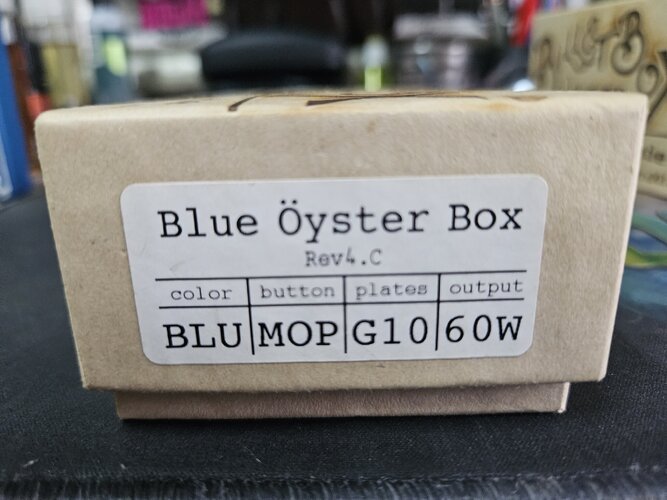 Blue Öyster Box
Rev4.C
color button plates output
BLU MOP G10 60W